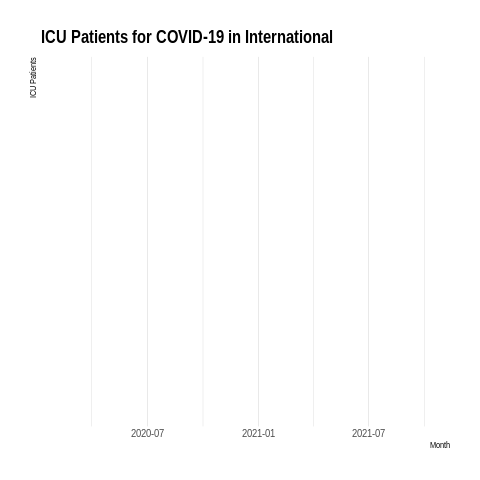 ICU Patients for COVID-19 in International
ICU Patients
2020-07 2021-01 2021-07
Month